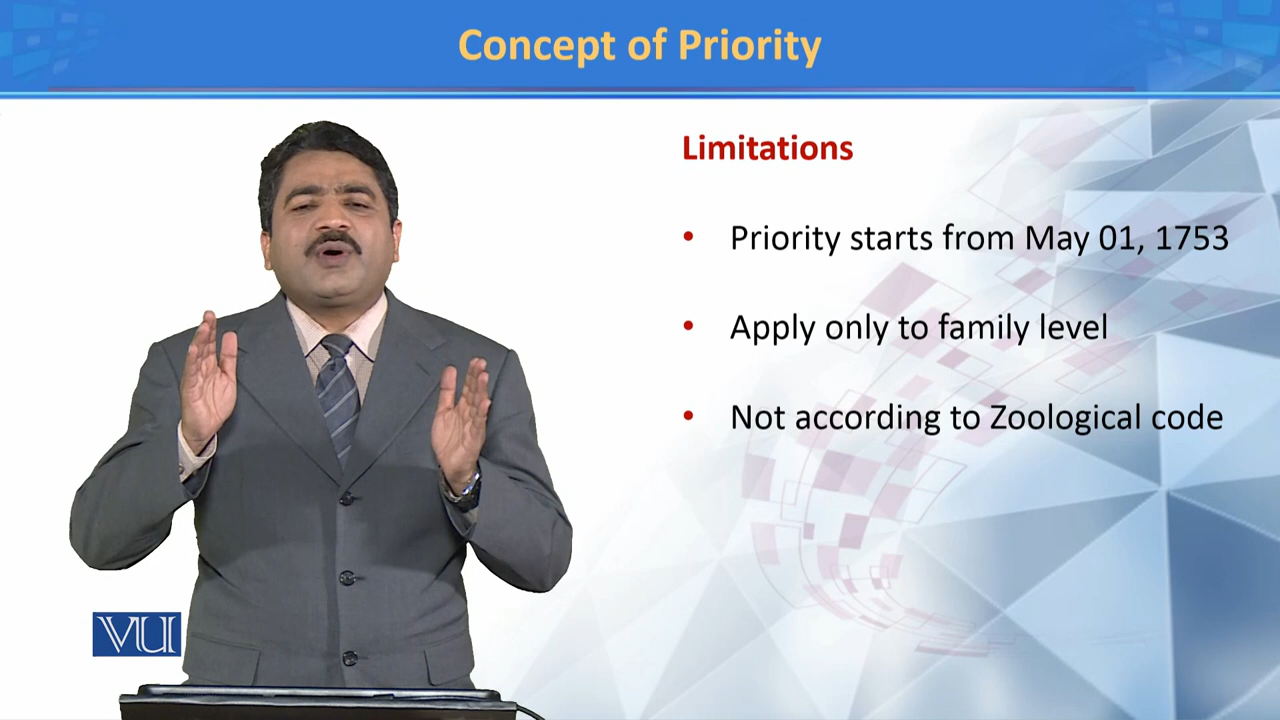 Concept of Priority
Limitations
• Priority starts from May 01, 1753
• Apply only to family level
• Not according to Zoological code
VU